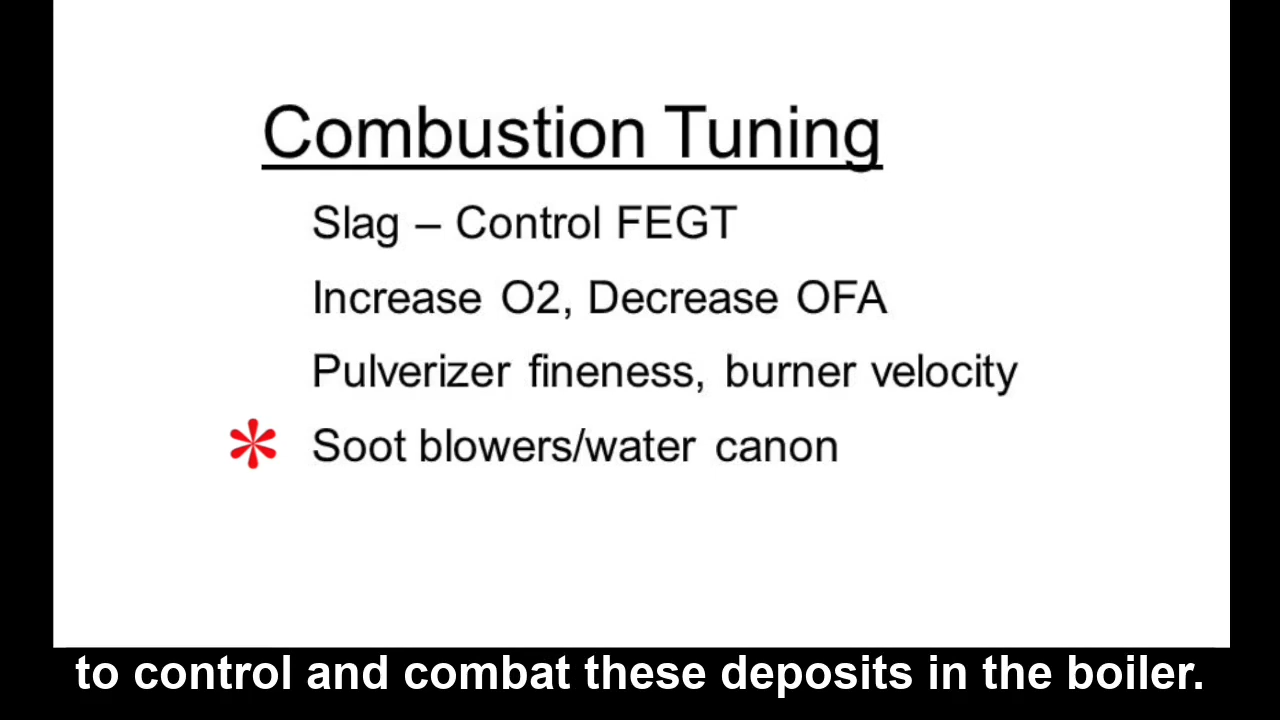 Combustion Tuning
Slag – Control FEGT
Increase O2, Decrease OFA
Pulverizer fineness, burner velocity
* Soot blowers/water canon
to control and combat these deposits in the boiler.